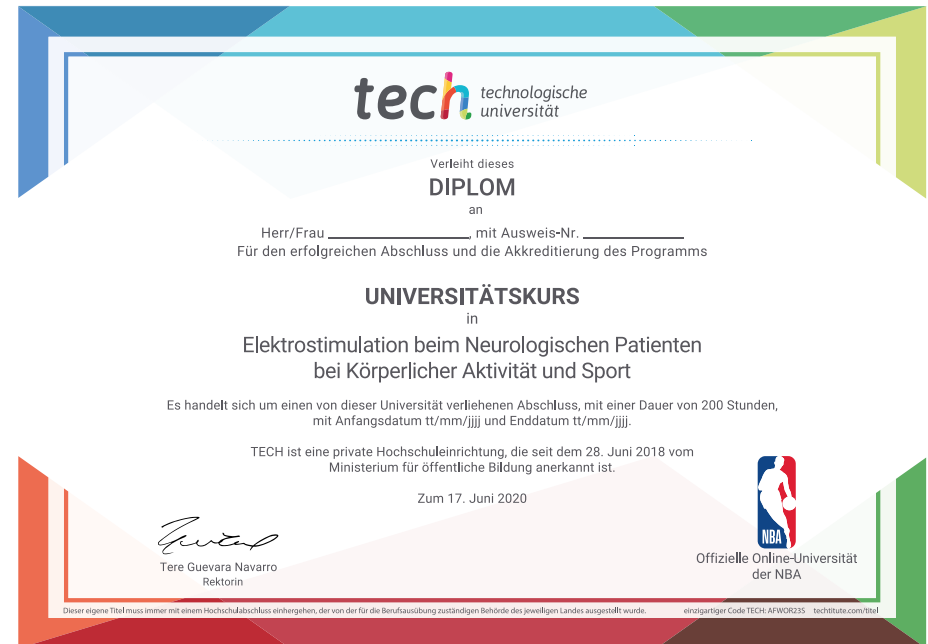 tech technologische
universität
Verleiht dieses
DIPLOM
an
Herr/Frau ____________, mit Ausweis-Nr. ____________
Für den erfolgreichen Abschluss und die Akkreditierung des Programms
UNIVERSITÄTSKURS
in
Elektrostimulation beim Neurologischen Patienten
bei Körperlicher Aktivität und Sport
Es handelt sich um einen von dieser Universität verliehenen Abschluss, mit einer Dauer von 200 Stunden,
mit Anfangsdatum tt/mm/jjjj und Enddatum tt/mm/jjjj.
TECH ist eine private Hochschuleinrichtung, die seit dem 28. Juni 2018 vom
Ministerium für öffentliche Bildung anerkannt ist.
Zum 17. Juni 2020
Tere Guevara Navarro
Rektorin
NBA
Offizielle Online-Universität
der NBA
Dieser eigene Titel muss immer mit einem Hochschulabschluss einhergehen, der von der für die Berufsausübung zuständigen Behörde des jeweiligen Landes ausgestellt wurde. einzigartiger Code TECH: AFWOR235 techtitute.com/titel